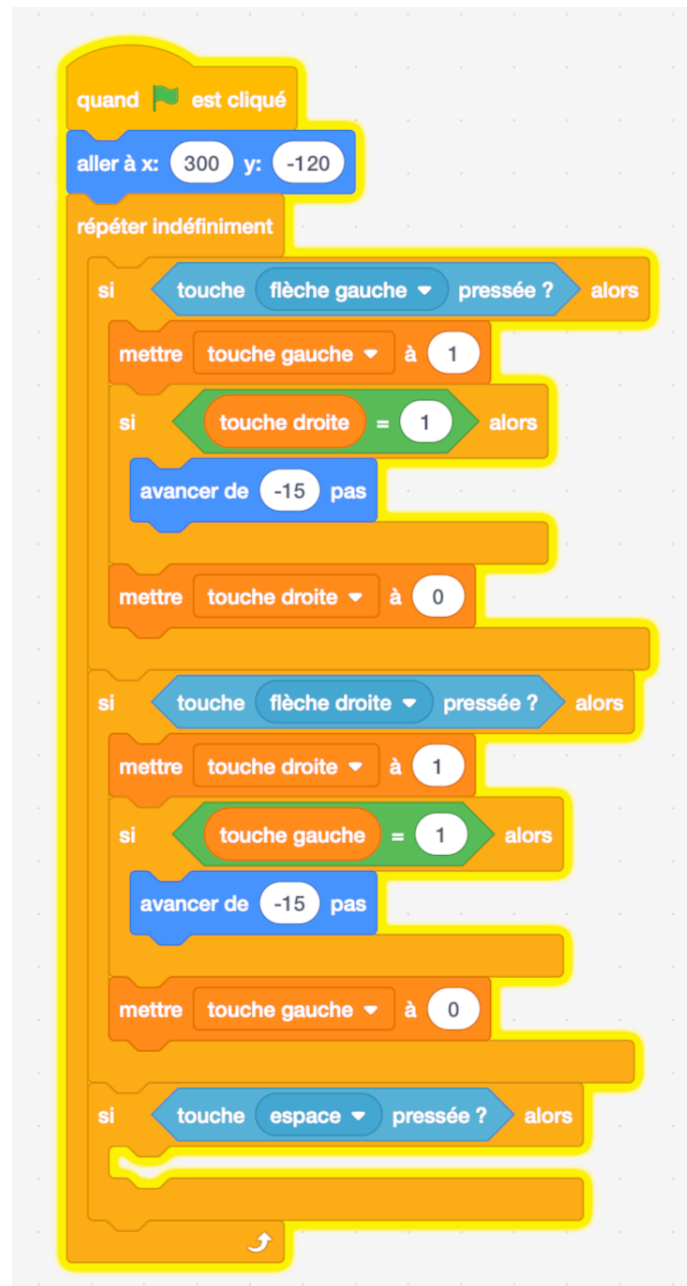 quand est cliqué
aller à x: 300 y: -120
répéter indéfiniment
si touche flèche gauche pressée ? alors
mettre touche gauche à 1
si touche droite = 1 alors
avancer de -15 pas
mettre touche droite à 0
si touche flèche droite pressée ? alors
mettre touche droite à 1
si touche gauche = 1 alors
avancer de -15 pas
mettre touche gauche à 0
si touche espace pressée ? alors